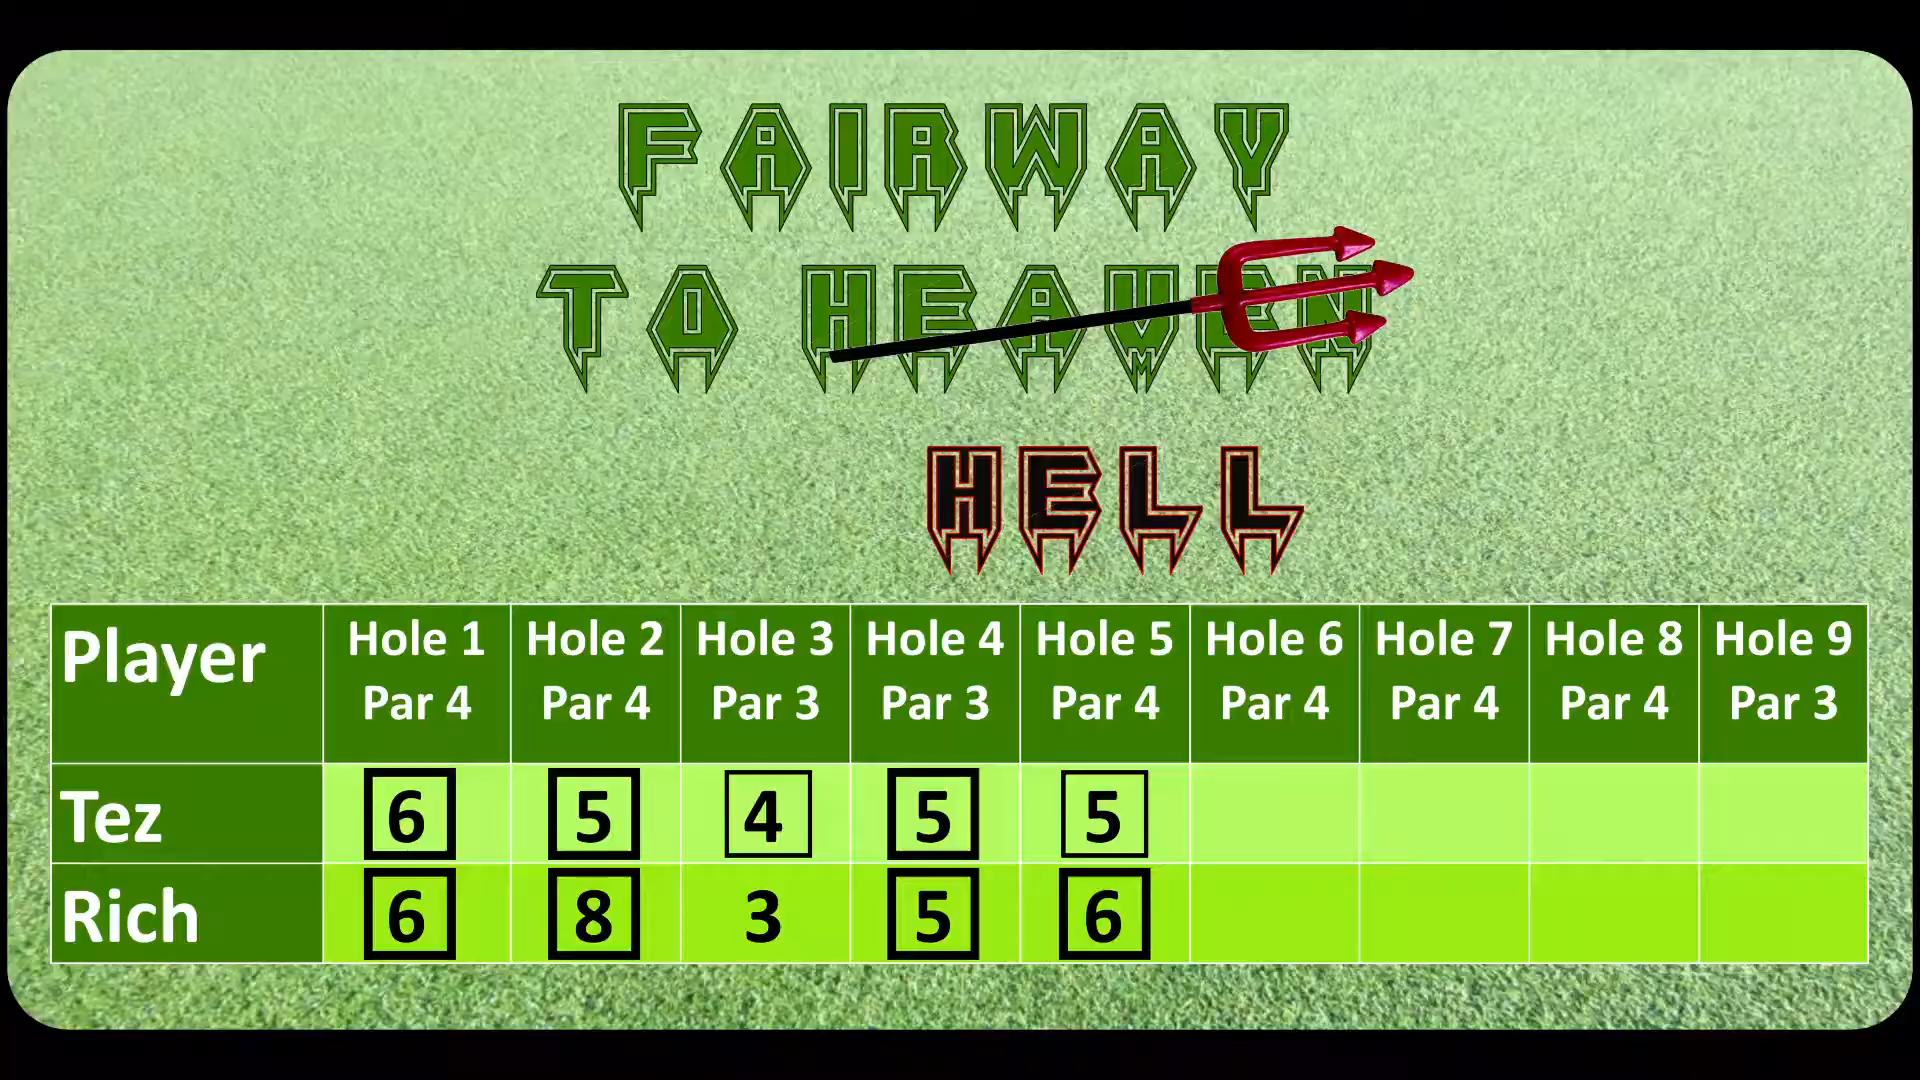 FAIRWAY
TO HEAVEN
HELL
Player Hole 1 Hole 2 Hole 3 Hole 4 Hole 5 Hole 6 Hole 7 Hole 8 Hole 9
Par 4 Par 4 Par 3 Par 3 Par 4 Par 4 Par 4 Par 4 Par 3
Tez 6 5 4 5 5
Rich 6 8 3 5 6